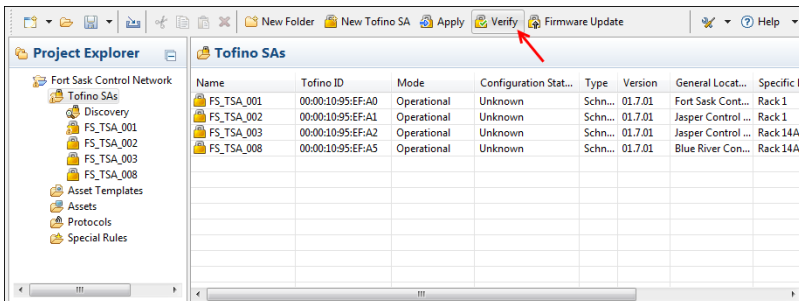 New Folder New Tofino SA Apply Verify Firmware Update Help
Project Explorer
Fort Sask Control Network
Tofino SAs
Discovery
FS_TSA_001
FS_TSA_002
FS_TSA_003
FS_TSA_008
Asset Templates
Assets
Protocols
Special Rules
Tofino SAs
Name Tofino ID Mode Configuration Stat... Type Version General Locat... Specific
FS_TSA_001 00:00:10:95:EF:A0 Operational Unknown Schn... 01.7.01 Fort Sask Cont... Rack 1
FS_TSA_002 00:00:10:95:EF:A1 Operational Unknown Schn... 01.7.01 Jasper Control ... Rack 1
FS_TSA_003 00:00:10:95:EF:A2 Operational Unknown Schn... 01.7.01 Jasper Control ... Rack 14A
FS_TSA_008 00:00:10:95:EF:A5 Operational Unknown Schn... 01.7.01 Blue River Con... Rack 14A